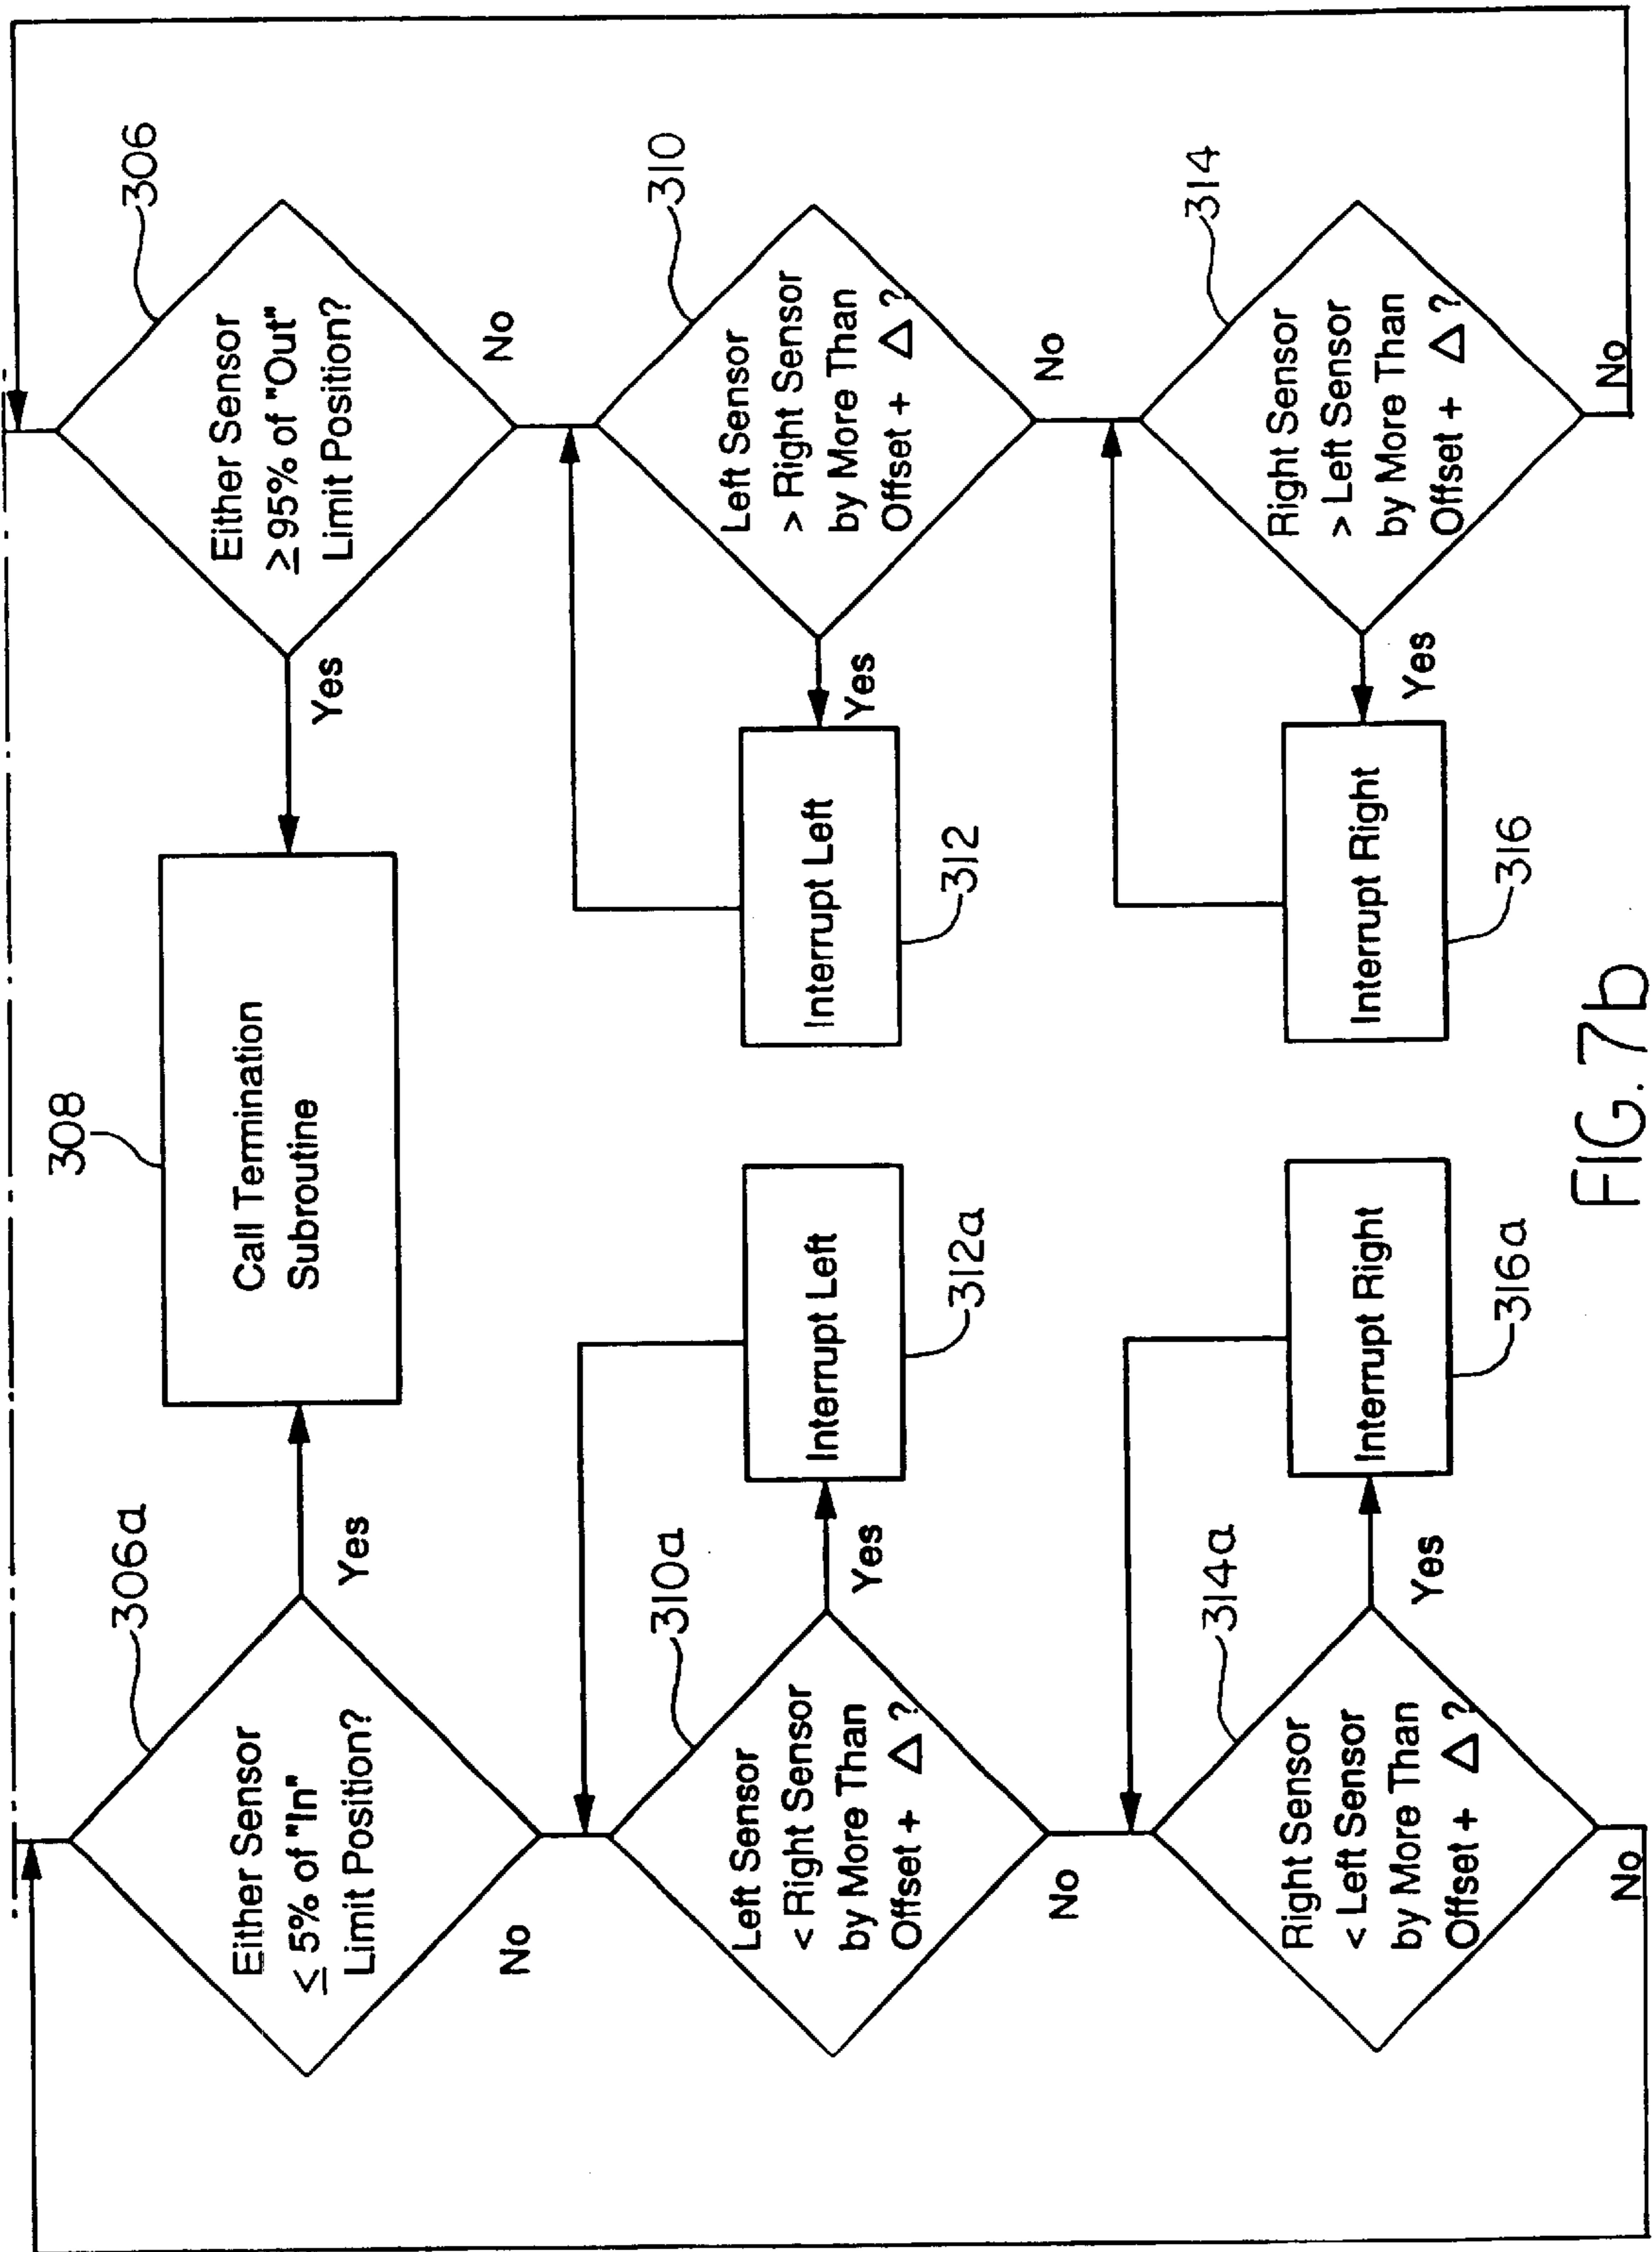 306a
Either Sensor
≤ 5% of "In"
Limit Position?
Yes
No
308
Call Termination
Subroutine
306
Either Sensor
≥95% of "Out"
Limit Position?
Yes
No
310a
Left Sensor
< Right Sensor
by More Than
Offset + Δ ?
Yes
No
Interrupt Left
312a
310
Left Sensor
> Right Sensor
by More Than
Offset + Δ ?
Yes
No
Interrupt Left
312
314a
Right Sensor
< Left Sensor
by More Than
Offset + Δ ?
Yes
No
Interrupt Right
316a
314
Right Sensor
> Left Sensor
by More Than
Offset + Δ ?
Yes
No
Interrupt Right
316
FIG. 7b